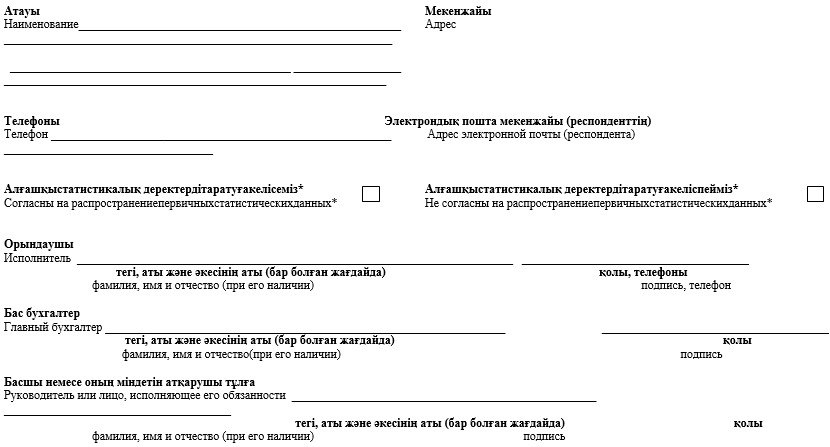 Атауы Мекенжайы
Наименование Адрес
Телефоны Электрондық пошта мекенжайы (респонденттің)
Телефон Адрес электронной почты (респондента)
Алғашқыстатистикалық деректердітаратуғакелісеміз* Алғашқыстатистикалық деректердітаратуғакеліспейміз*
Согласны на распространениепервичныхстатистическихданных* Не согласны на распространениепервичныхстатистическихданных*
Орындаушы
Исполнитель
тегі, аты және әкесінің аты (бар болған жағдайда) қолы, телефоны
фамилия, имя и отчество (при его наличии) подпись, телефон
Бас бухгалтер
Главный бухгалтер
тегі, аты және әкесінің аты (бар болған жағдайда) қолы
фамилия, имя и отчество(при его наличии) подпись
Басшы немесе оның міндетін атқарушы тұлға
Руководитель или лицо, исполняющее его обязанности
тегі, аты және әкесінің аты (бар болған жағдайда) қолы
фамилия, имя и отчество (при его наличии) подпись